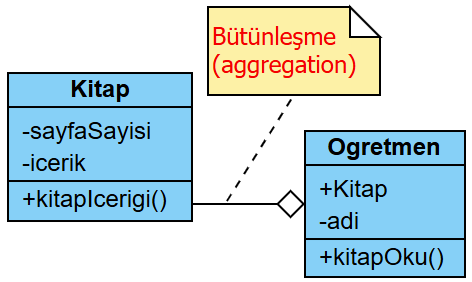 Bütünleşme
(aggregation)
Kitap
-sayfaSayisi
-icerik
+kitapIcerigi()
Ogretmen
+Kitap
-adi
+kitapOku()